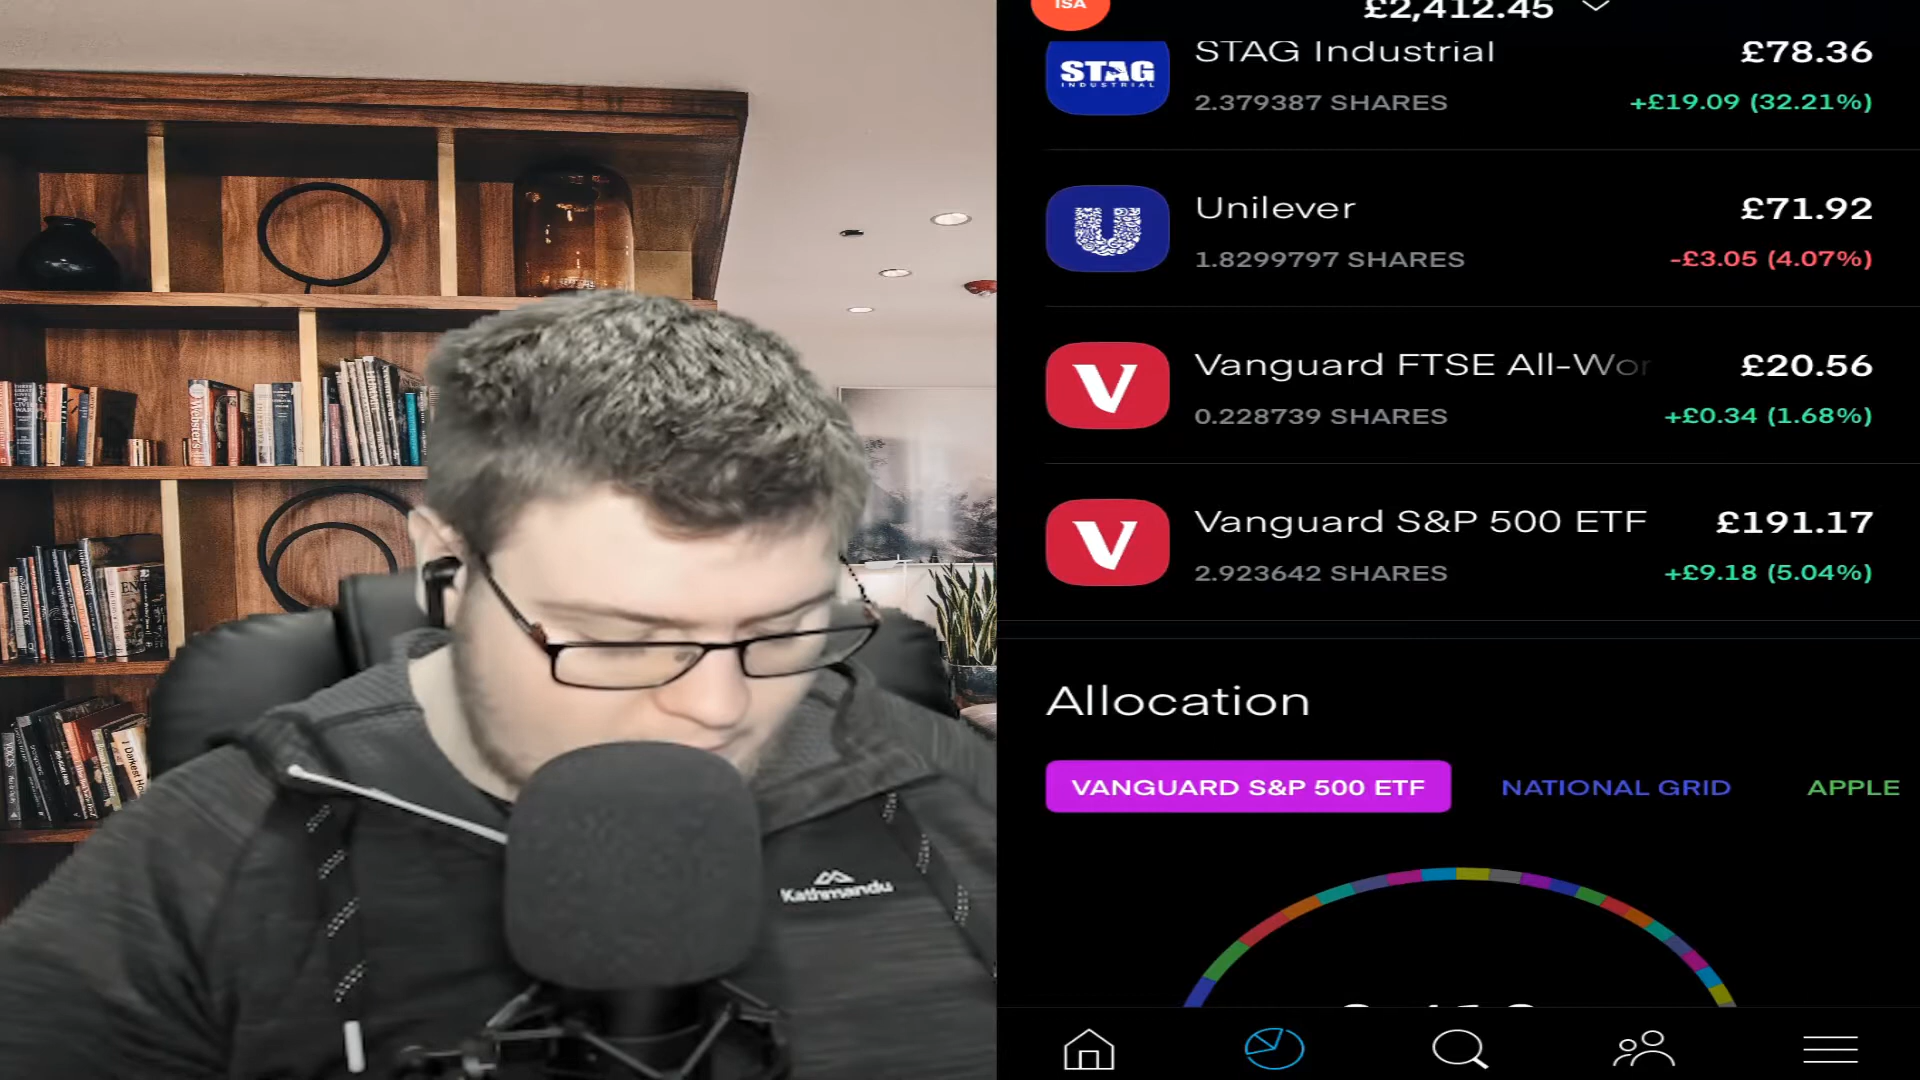 ISA
£2,412.45
STAG
INDUSTRIAL
STAG Industrial
£78.36
2.379387 SHARES
+£19.09 (32.21%)
Unilever
£71.92
1.8299797 SHARES
-£3.05 (4.07%)
V
Vanguard FTSE All-Wor
£20.56
0.228739 SHARES
+£0.34 (1.68%)
V
Vanguard S&P 500 ETF
£191.17
2.923642 SHARES
+£9.18 (5.04%)
Allocation
VANGUARD S&P 500 ETF
NATIONAL GRID
APPLE
Kathmandu